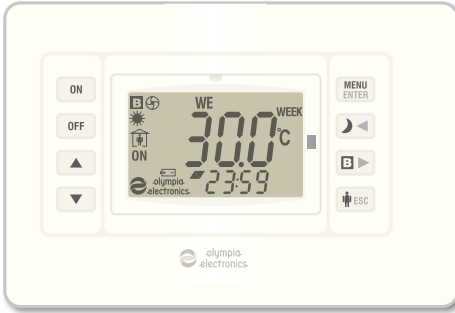 ON
OFF
B
WE
WEEK
30.0
°C
ON
olympia
electronics
23:59
MENU
ENTER
B
ESC
olympia
electronics